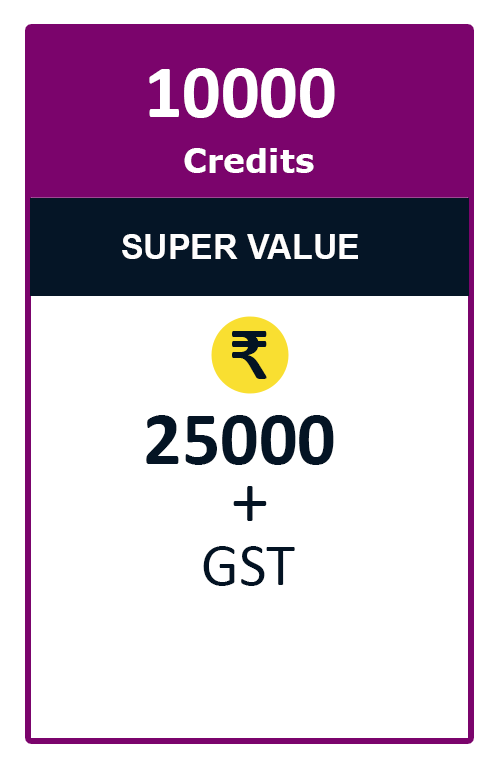 10000
Credits
SUPER VALUE
₹
25000
+
GST